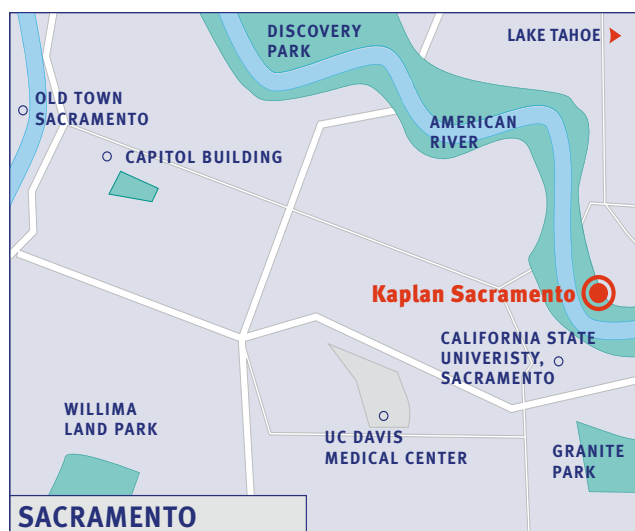 DISCOVERY
PARK
LAKE TAHOE
OLD TOWN
SACRAMENTO
AMERICAN
RIVER
CAPITOL BUILDING
Kaplan Sacramento
CALIFORNIA STATE
UNIVERISTY,
SACRAMENTO
WILLIMA
LAND PARK
UC DAVIS
MEDICAL CENTER
GRANITE
PARK
SACRAMENTO